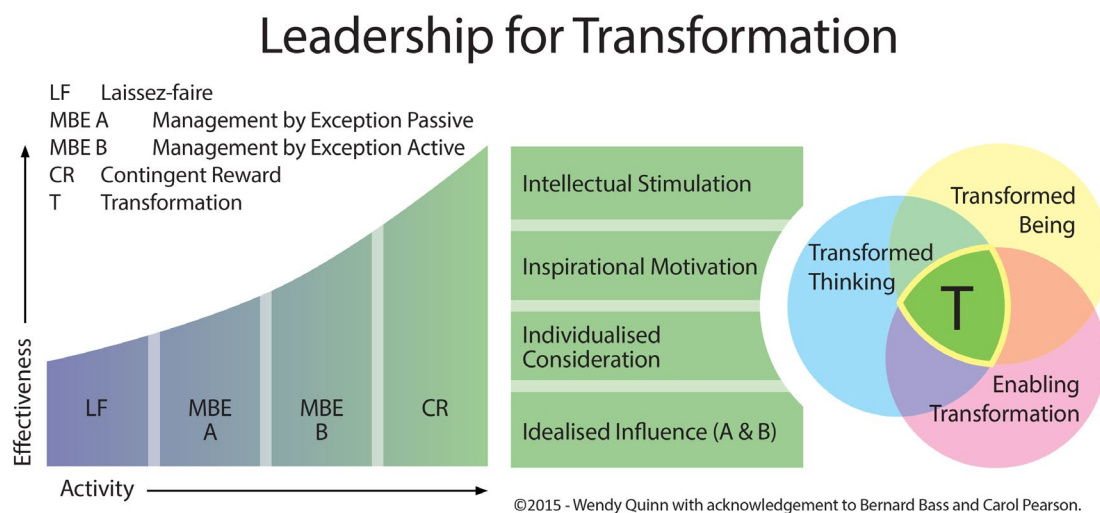 Leadership for Transformation
LF Laissez-faire
MBE A Management by Exception Passive
MBE B Management by Exception Active
CR Contingent Reward
T Transformation
Effectiveness
LF
MBE
A
MBE
B
CR
Activity
Intellectual Stimulation
Inspirational Motivation
Individualised
Consideration
Idealised Influence (A & B)
Transformed
Being
Transformed
Thinking
T
Enabling
Transformation
©2015 - Wendy Quinn with acknowledgement to Bernard Bass and Carol Pearson.